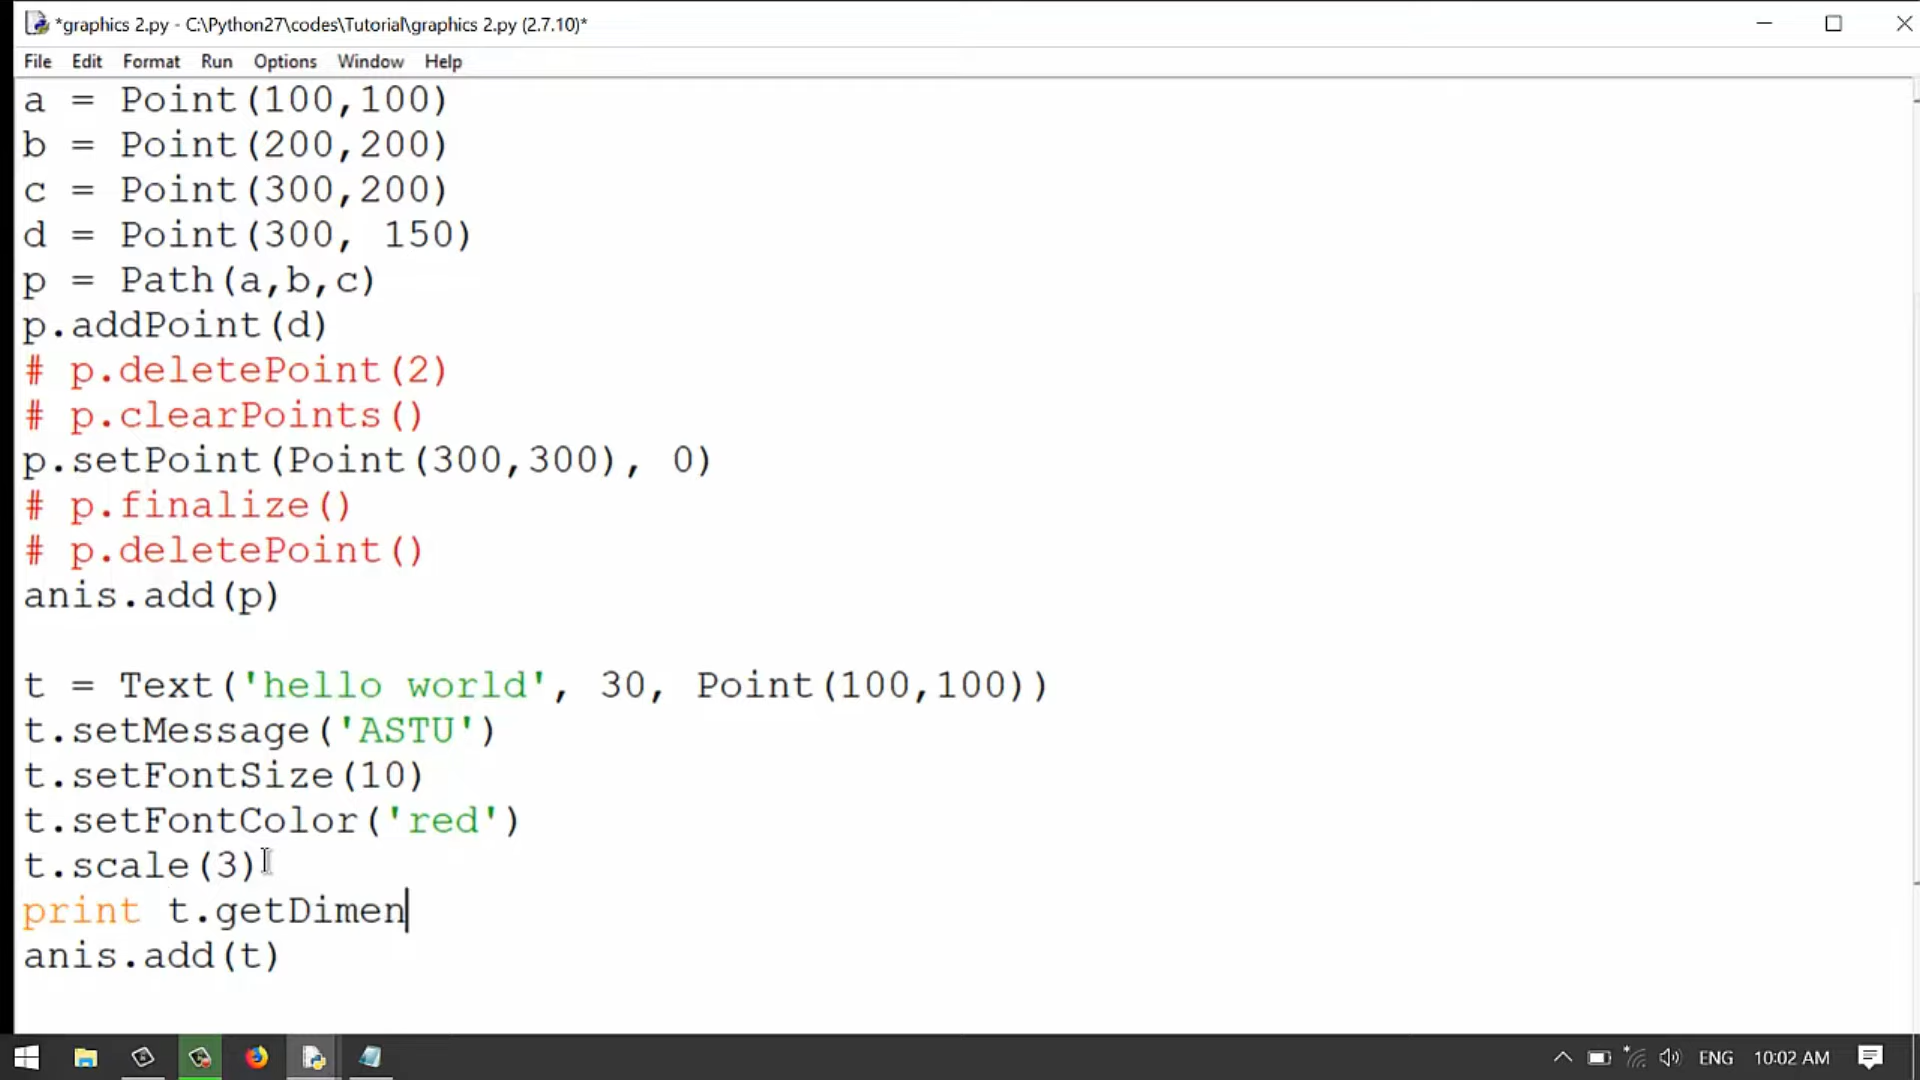 *graphics 2.py - C:\Python27\codes\Tutorial\graphics 2.py (2.7.10)*
File Edit Format Run Options Window Help
a = Point(100,100)
b = Point(200,200)
c = Point(300,200)
d = Point(300, 150)
p = Path(a,b,c)
p.addPoint(d)
# p.deletePoint(2)
# p.clearPoints()
p.setPoint(Point(300,300), 0)
# p.finalize()
# p.deletePoint()
anis.add(p)
t = Text('hello world', 30, Point(100,100))
t.setMessage('ASTU')
t.setFontSize(10)
t.setFontColor('red')
t.scale(3)
print t.getDimen
anis.add(t)
ENG 10:02 AM